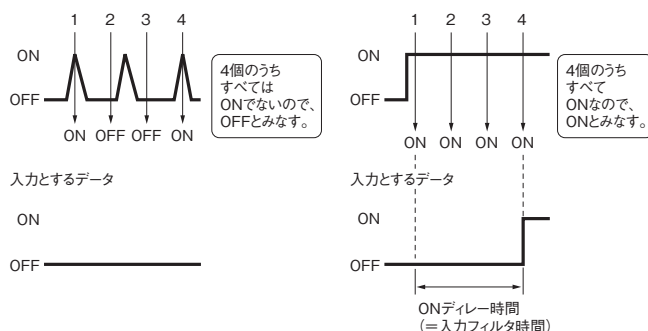 1 2 3 4
ON
OFF
4個のうち
すべては
ONでないので、
OFFとみなす。
ON OFF OFF ON
入力とするデータ
ON
OFF
1 2 3 4
ON
OFF
4個のうち
すべて
ONなので、
ONとみなす。
ON ON ON ON
入力とするデータ
ON
OFF
ONディレー時間
(=入力フィルタ時間)